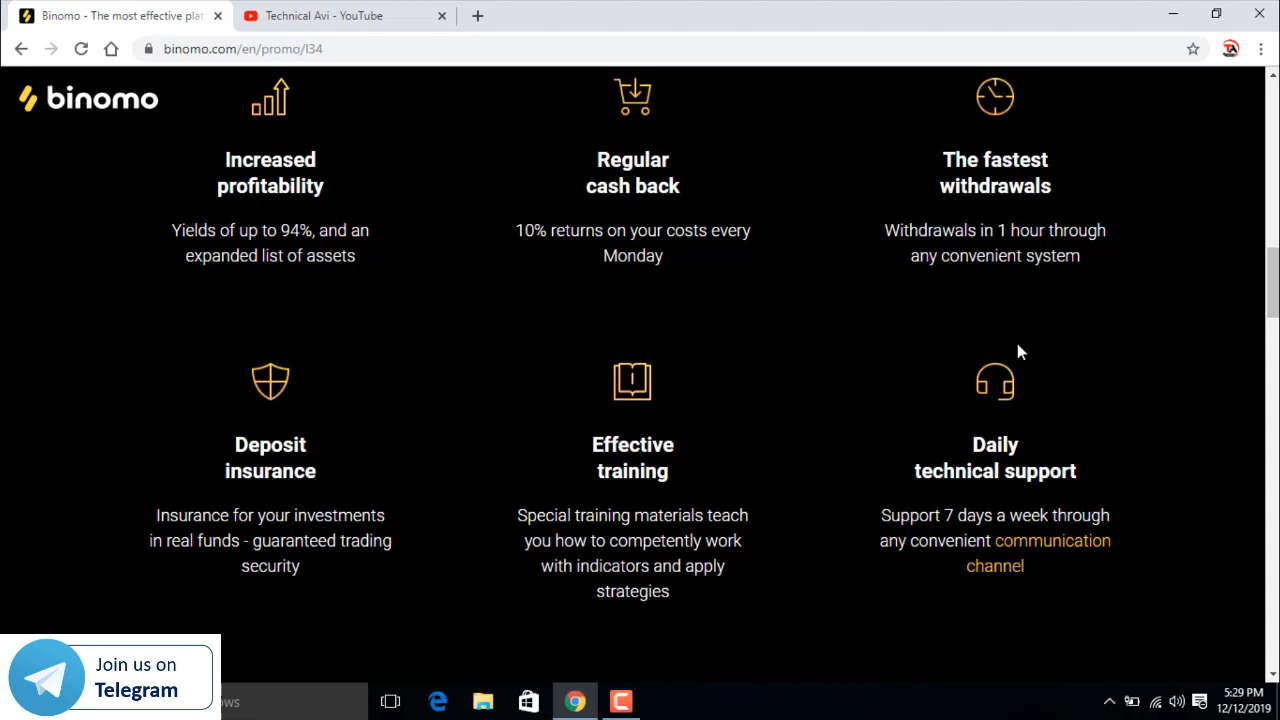 Binomo - The most effective plat
Technical Avi - YouTube
binomo.com/en/promo/l34
binomo
Increased
profitability
Yields of up to 94%, and an
expanded list of assets
Regular
cash back
10% returns on your costs every
Monday
The fastest
withdrawals
Withdrawals in 1 hour through
any convenient system
Deposit
insurance
Insurance for your investments
in real funds - guaranteed trading
security
Effective
training
Special training materials teach
you how to competently work
with indicators and apply
strategies
Daily
technical support
Support 7 days a week through
any convenient communication
channel
Join us on
Telegram
ows
5:29 PM
12/12/2019